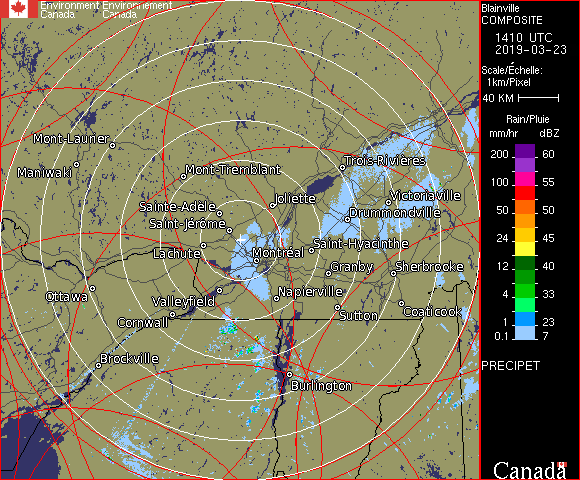 Environment Environnement
Canada Canada
Blainville
COMPOSITE
1410 UTC
2019-03-23
Scale/Échelle:
1km/Pixel
40 KM
Rain/Pluie
mm/hr dBZ
200 60
100 55
50 50
24 45
12 40
4 33
1 23
0.1 7
PRECIPET
Canada
Mont-Laurier
Maniwaki
Mont-Tremblant
Trois-Rivières
Joliette
Victoriaville
Sainte-Adèle
Drummondville
Saint-Jérôme
Lachute
Montréal
Saint-Hyacinthe
Granby
Sherbrooke
Ottawa
Valleyfield
Napierville
Cornwall
Sutton
Coaticook
Brockville
Burlington